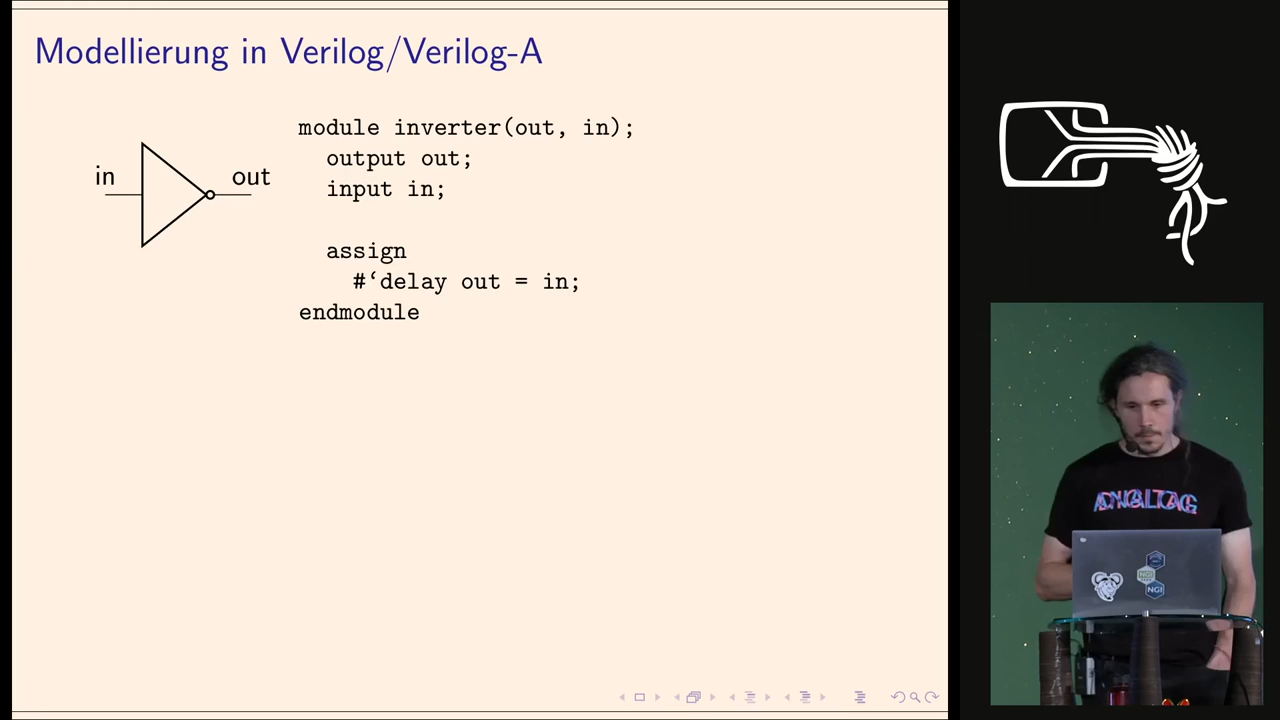 Modellierung in Verilog/Verilog-A
in
out
module inverter(out, in);
output out;
input in;
assign
#‘delay out = in;
endmodule
NGI